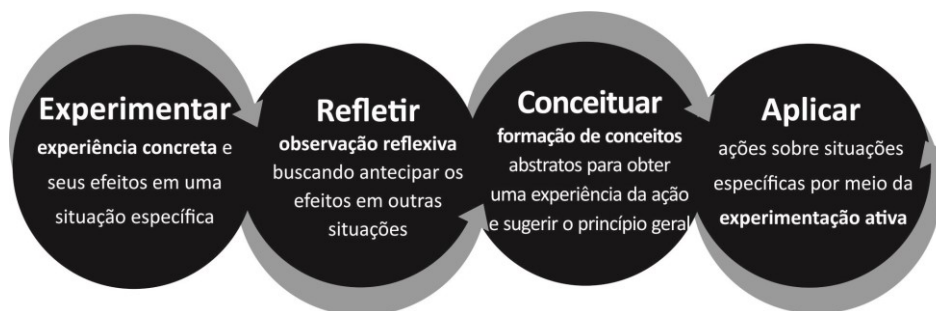 Experimentar
experiência concreta e
seus efeitos em uma
situação específica
Refletir
observação reflexiva
buscando antecipar os
efeitos em outras
situações
Conceituar
formação de conceitos
abstratos para obter
uma experiência da ação
e sugerir o princípio geral
Aplicar
ações sobre situações
específicas por meio da
experimentação ativa